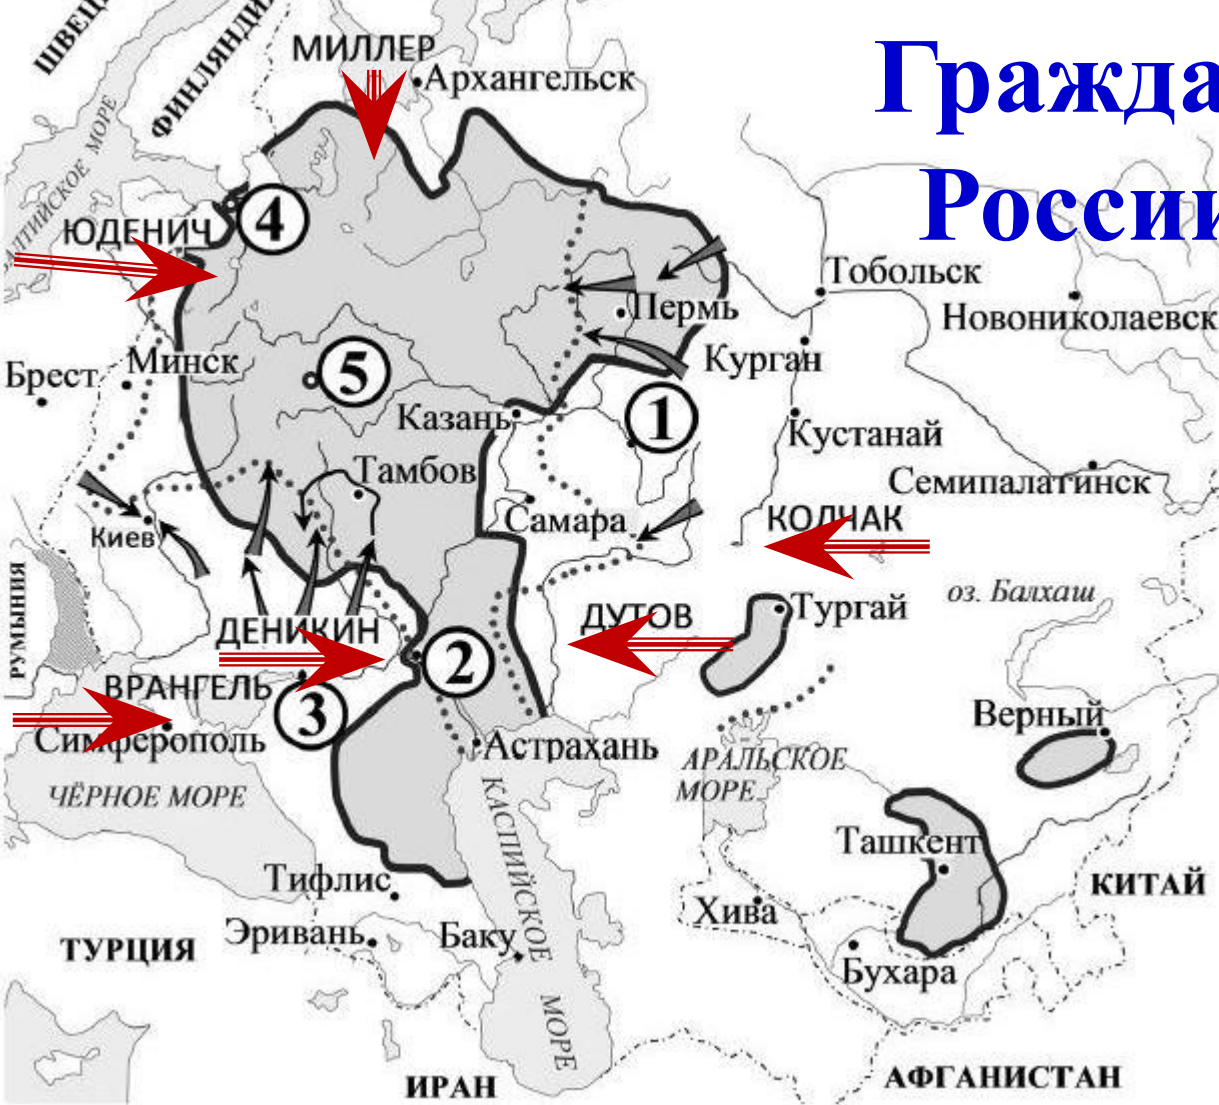 ШВЕЦ
ФИНЛЯНДИ
МИЛЛЕР
Архангельск
Гражда
России
БАЛТИЙСКОЕ МОРЕ
ЮДЕНИЧ
4
Тобольск
Новониколаевск
Пермь
Курган
Брест
Минск
5
Казань
1
Кустанай
Тамбов
Семипалатинск
Киев
Самара
КОЛЧАК
РУМЫНИЯ
оз. Балхаш
ДЕНИКИН
ДУТОВ
Тургай
2
ВРАНГЕЛЬ
3
Верный
Симферополь
Астрахань
АРАЛЬСКОЕ
МОРЕ
ЧЁРНОЕ МОРЕ
КАСПИЙСКОЕ
МОРЕ
Ташкент
Тифлис
КИТАЙ
Хива
ТУРЦИЯ
Эривань
Баку
Бухара
ИРАН
АФГАНИСТАН